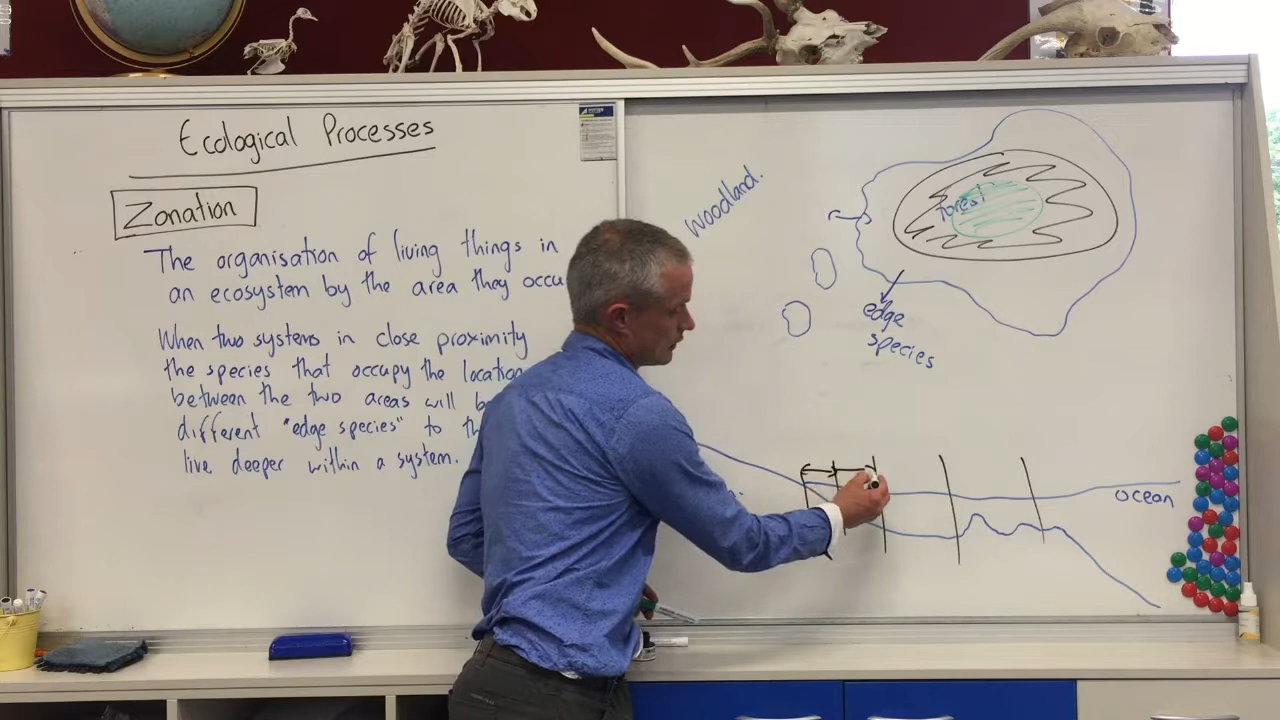 Ecological Processes
Zonation
The organisation of living things in
an ecosystem by the area they occu
When two systems in close proximity
the species that occupy the location
between the two areas will b
different "edge species" to th
live deeper within a system.
Woodland.
forest
edge
species
ocean